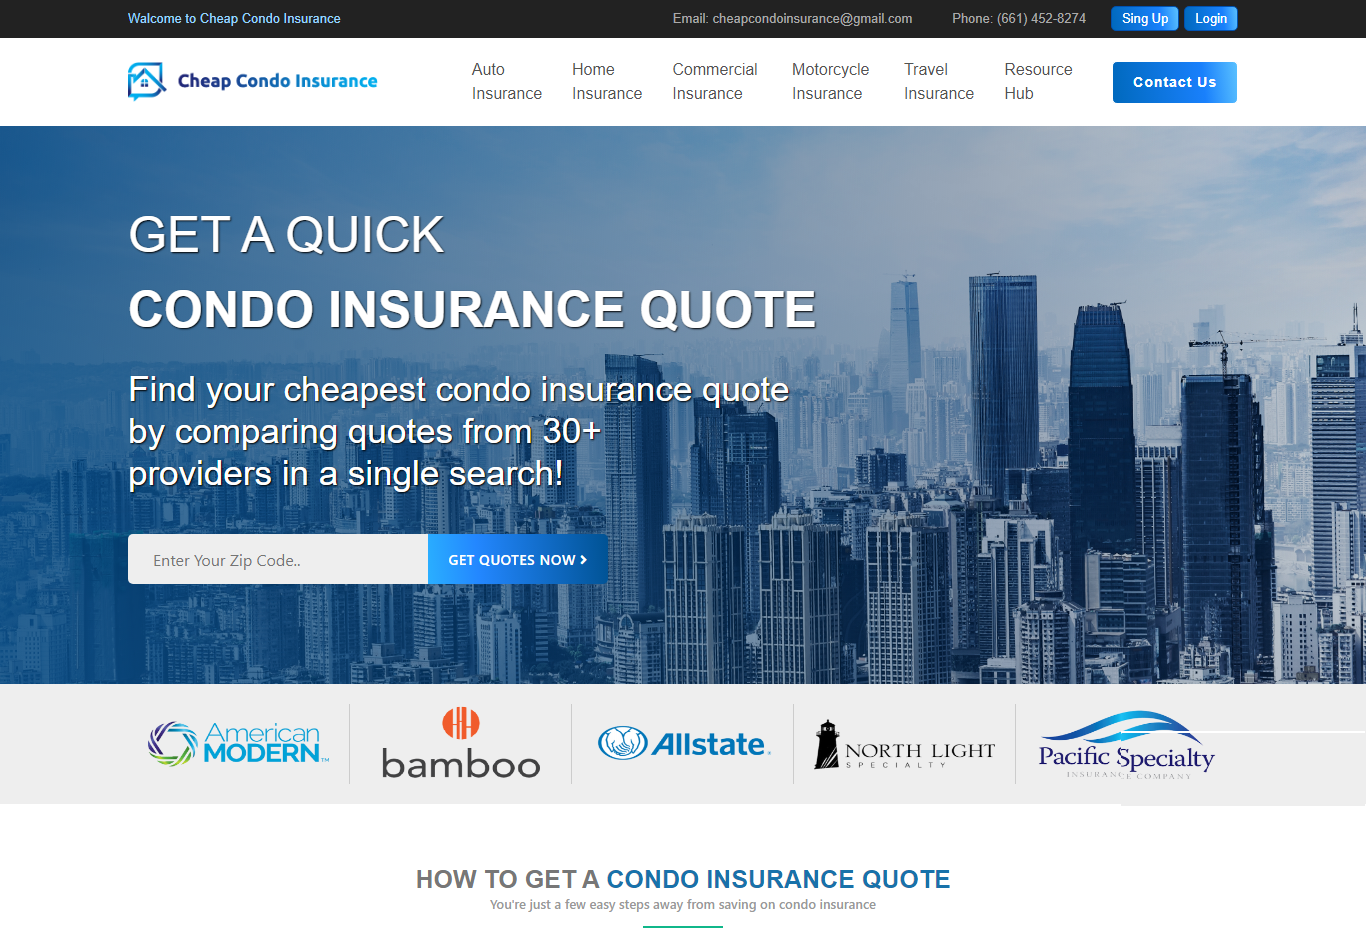 Walcome to Cheap Condo Insurance
Email: cheapcondoinsurance@gmail.com
Phone: (661) 452-8274
Sing Up
Login
Cheap Condo Insurance
Auto
Insurance
Home
Insurance
Commercial
Insurance
Motorcycle
Insurance
Travel
Insurance
Resource
Hub
Contact Us
GET A QUICK
CONDO INSURANCE QUOTE
Find your cheapest condo insurance quote
by comparing quotes from 30+
providers in a single search!
Enter Your Zip Code..
GET QUOTES NOW
American
MODERN™
bamboo
Allstate®
NORTH LIGHT
SPECIALTY
Pacific Specialty
INSURANCE COMPANY
HOW TO GET A CONDO INSURANCE QUOTE
You're just a few easy steps away from saving on condo insurance